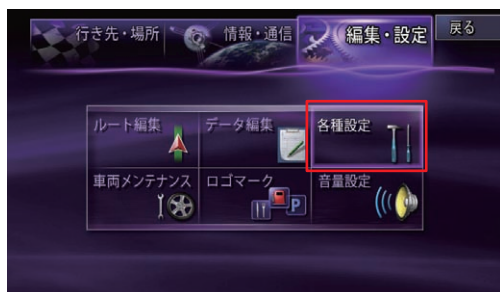 行き先・場所 情報・通信 編集・設定 戻る
ルート編集 データ編集 各種設定
車両メンテナンス ロゴマーク 音量設定
P